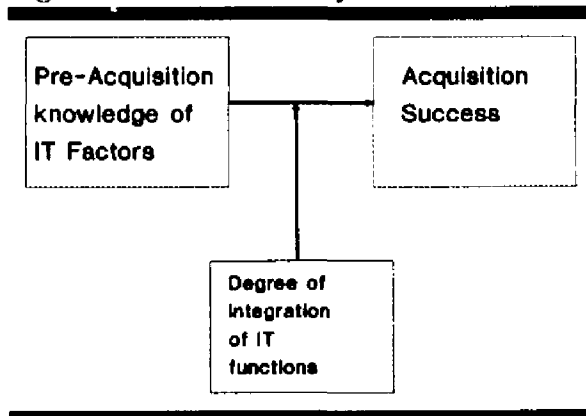 Pre-Acquisition
knowledge of
IT Factors
Acquisition
Success
Degree of
Integration
of IT
functions